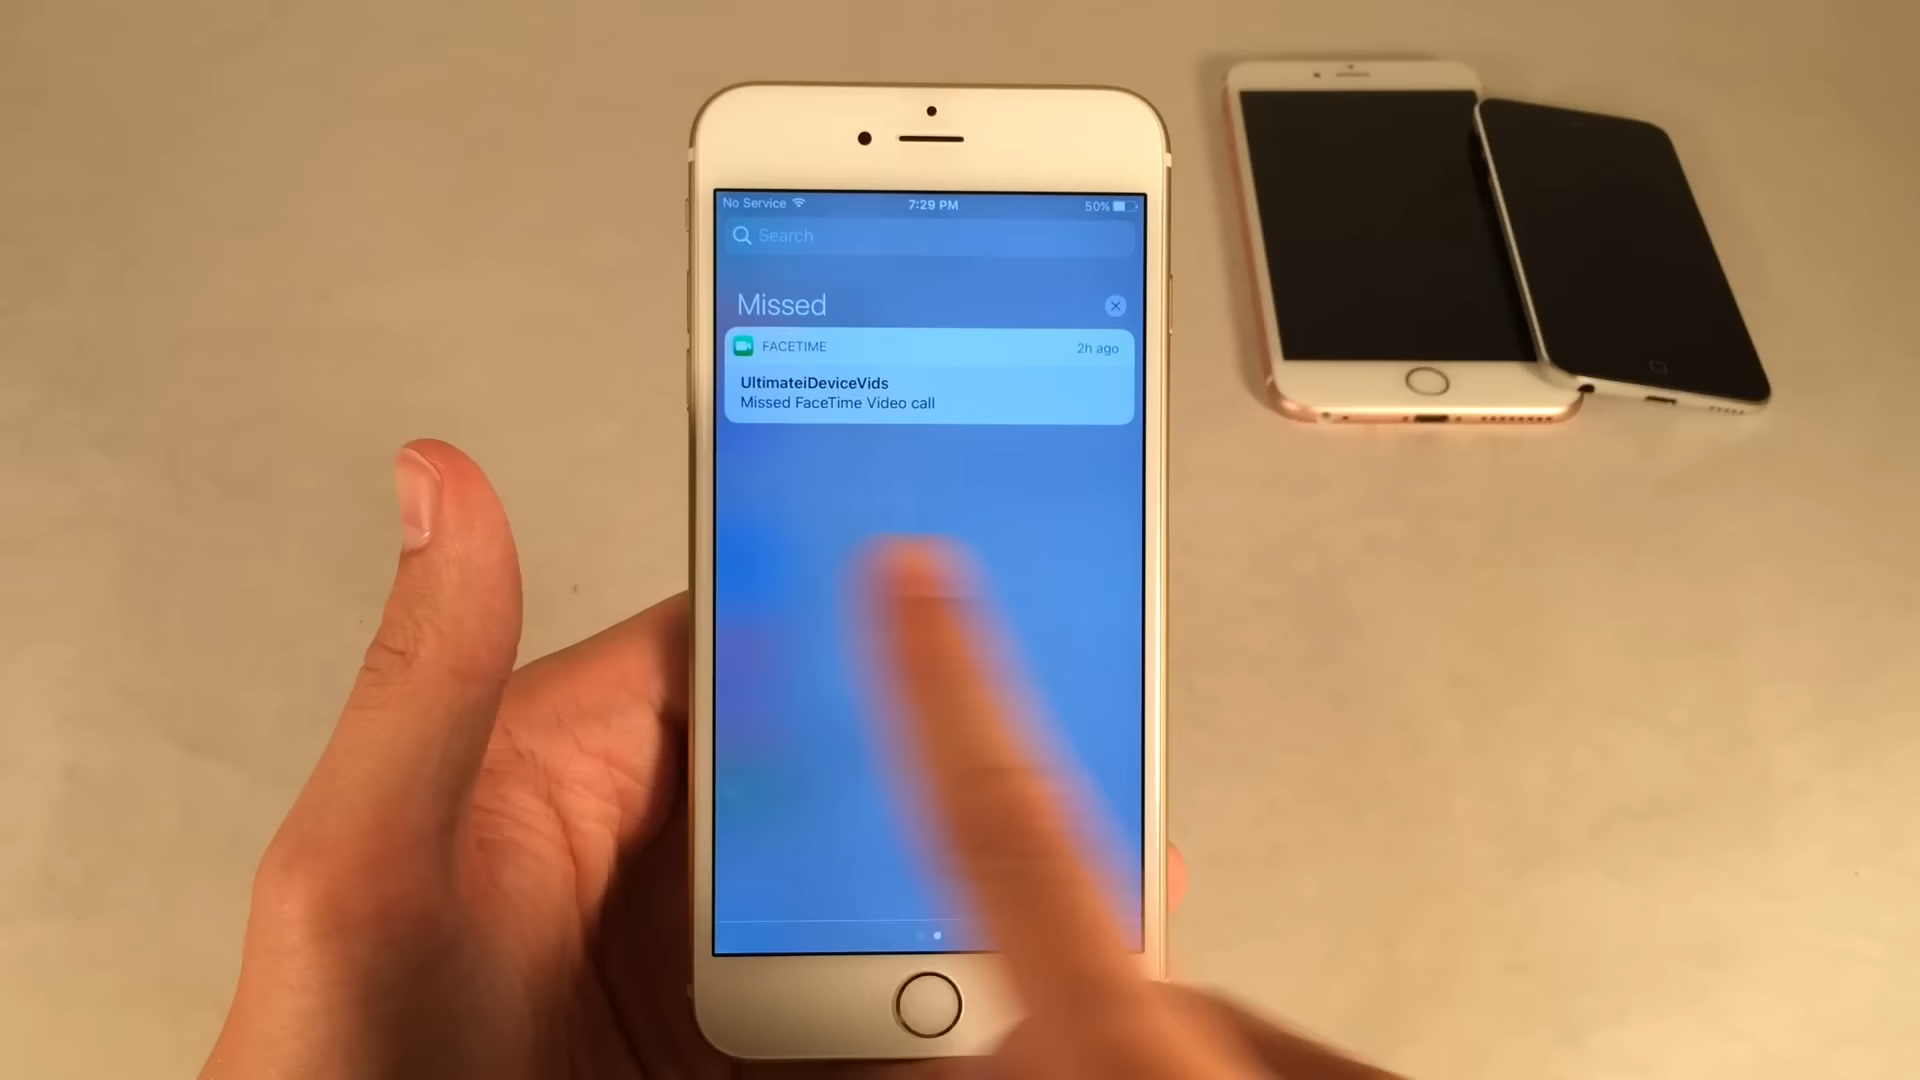 No Service 7:29 PM 50%
Search
Missed
FACETIME 2h ago
UltimateiDeviceVids
Missed FaceTime Video call